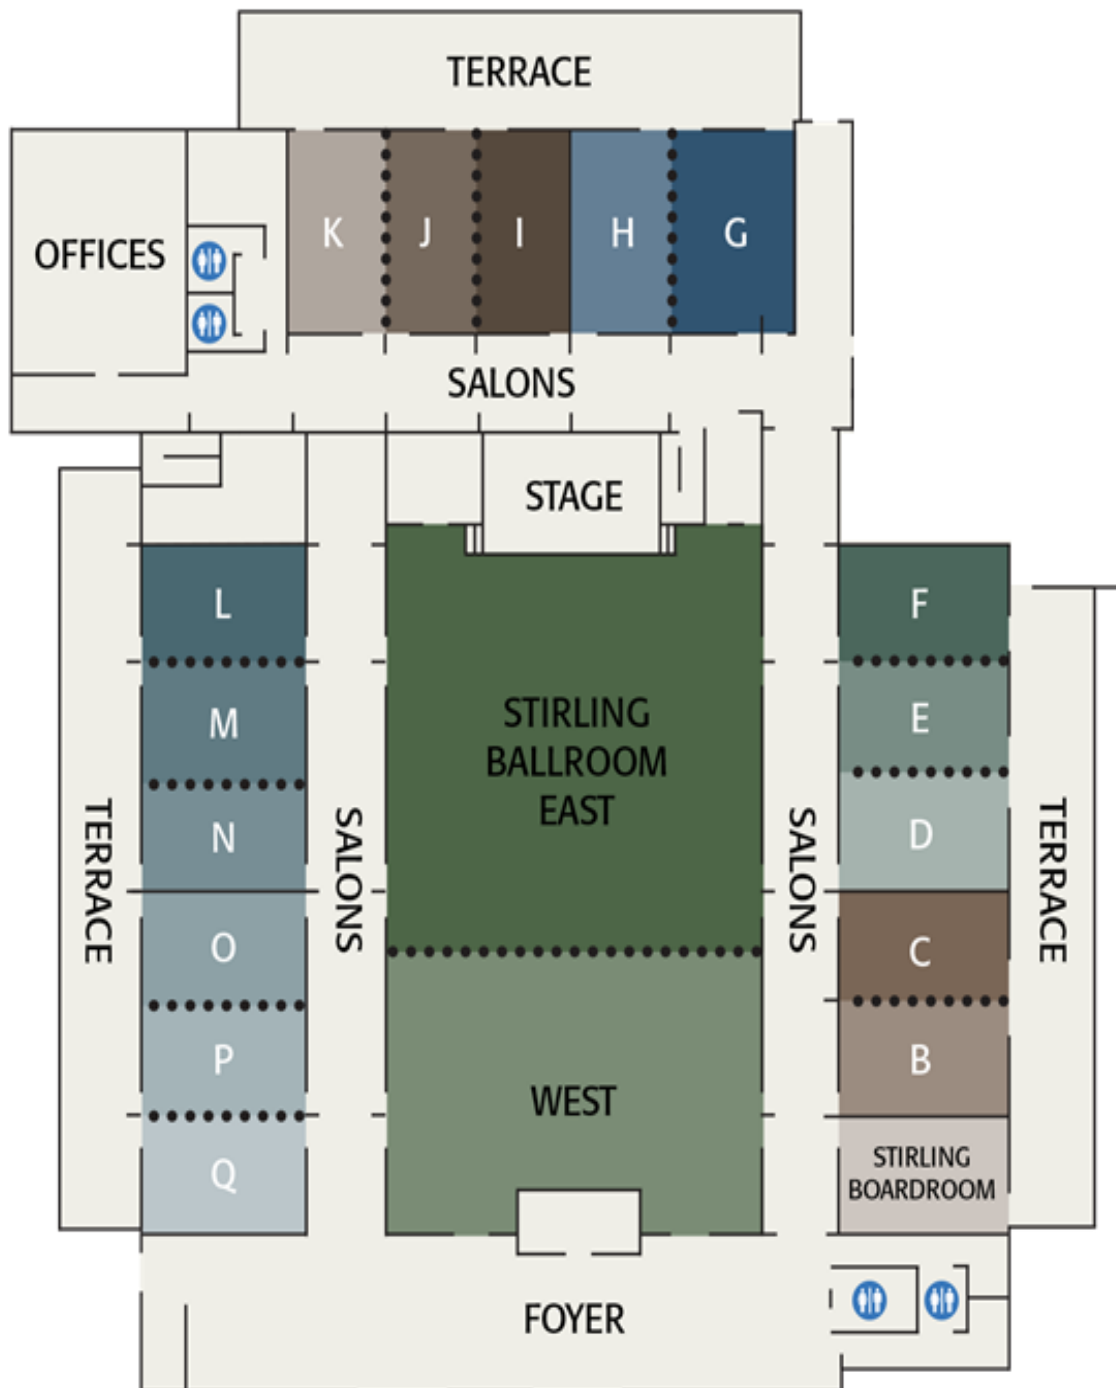 TERRACE
OFFICES
K
J
I
H
G
SALONS
STAGE
L
F
STIRLING
BALLROOM
EAST
M
E
N
D
TERRACE
SALONS
SALONS
TERRACE
O
C
P
B
WEST
Q
STIRLING
BOARDROOM
FOYER